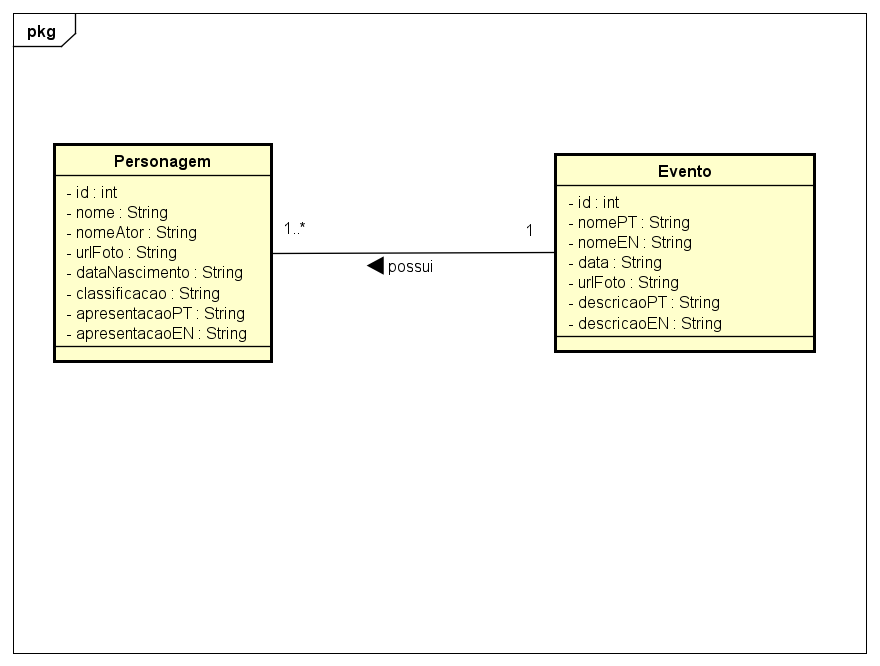 pkg
Personagem
- id : int
- nome : String
- nomeAtor : String
- urlFoto : String
- dataNascimento : String
- classificacao : String
- apresentacaoPT : String
- apresentacaoEN : String
1..*
1
possui
Evento
- id : int
- nomePT : String
- nomeEN : String
- data : String
- urlFoto : String
- descricaoPT : String
- descricaoEN : String